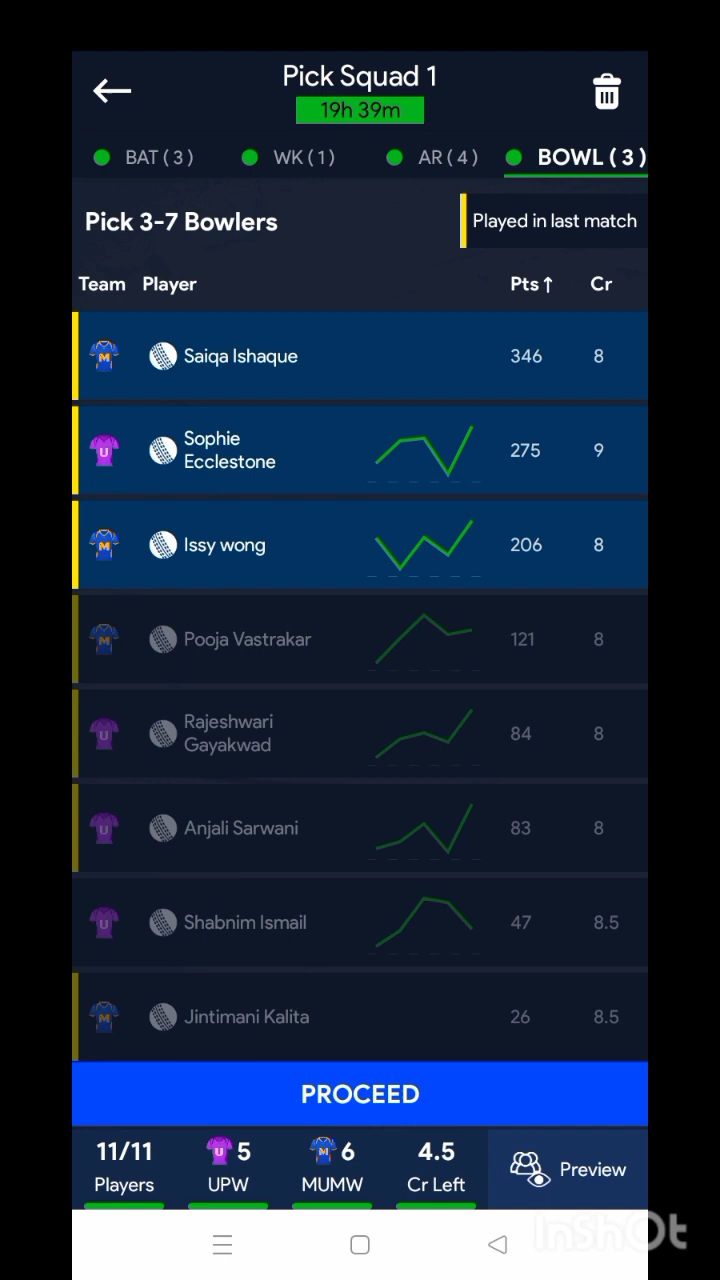 Pick Squad 1
19h 39m
BAT ( 3 ) WK ( 1 ) AR ( 4 ) BOWL ( 3 )
Pick 3-7 Bowlers Played in last match
Team Player Pts↑ Cr
M Saiqa Ishaque 346 8
U Sophie Ecclestone 275 9
M Issy wong 206 8
M Pooja Vastrakar 121 8
U Rajeshwari Gayakwad 84 8
U Anjali Sarwani 83 8
U Shabnim Ismail 47 8.5
M Jintimani Kalita 26 8.5
PROCEED
11/11 U 5 M 6 4.5
Players UPW MUMW Cr Left Preview
InShOt